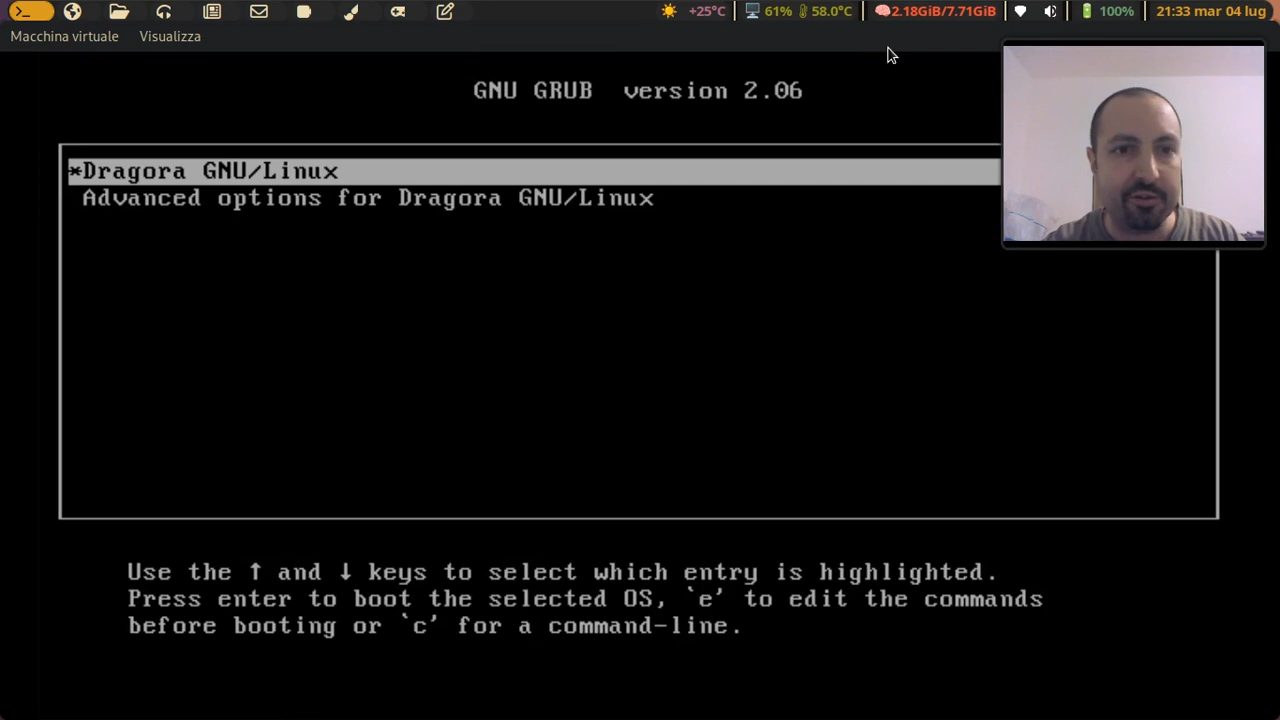 +25°C 61% 58.0°C 2.18GiB/7.71GiB 100% 21:33 mar 04 lug
Macchina virtuale Visualizza
GNU GRUB version 2.06
*Dragora GNU/Linux
Advanced options for Dragora GNU/Linux
Use the ↑ and ↓ keys to select which entry is highlighted.
Press enter to boot the selected OS, `e' to edit the commands
before booting or `c' for a command-line.